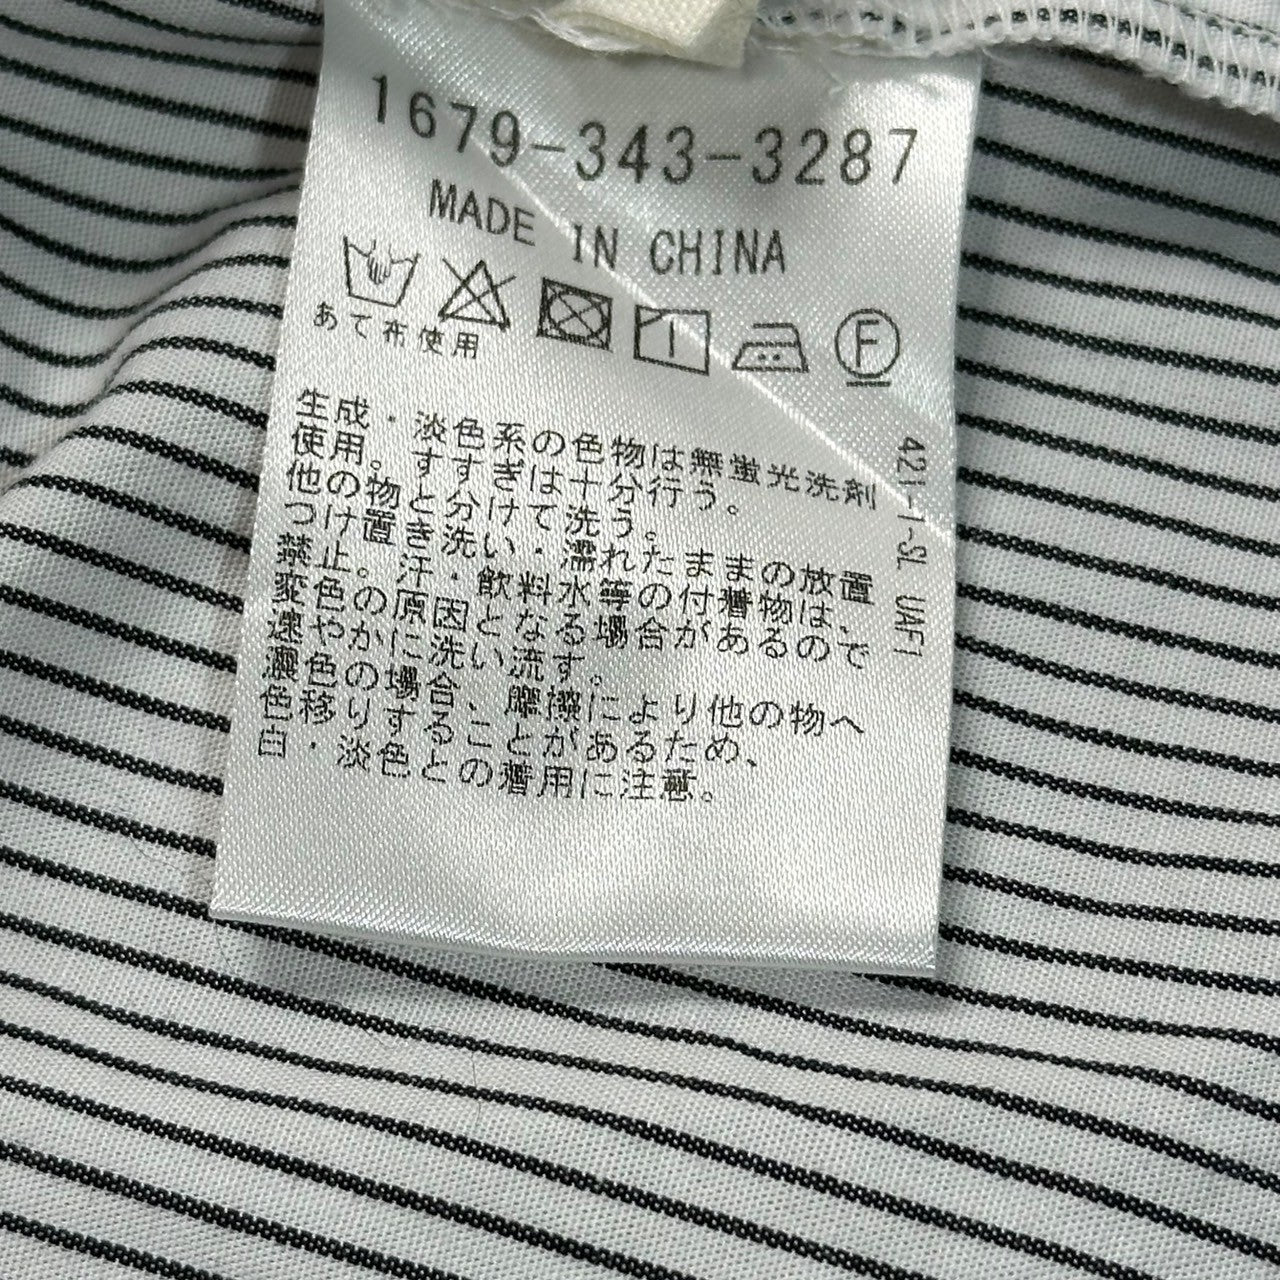 1679-343-3287
MADE IN CHINA
あて布使用
F
生成・淡色系の色物は無蛍光洗剤
使用。すすぎは十分行う。
他の物と分けて洗う。
つけ置き洗い・濡れたままの放置
禁止。汗・飲料水等の付着物は、
変色の原因となる場合があるので
速やかに洗い流す。
濃色の場合、摩擦により他の物へ
色移りすることがあるため、
白・淡色との着用に注意。
421-1-SL UAF1